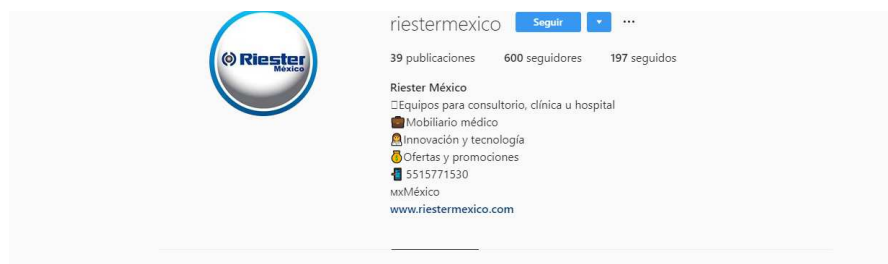 Riester
México
riestermexico Seguir ▼ ···
39 publicaciones 600 seguidores 197 seguidos
Riester México
□Equipos para consultorio, clínica u hospital
💼Mobiliario médico
👩‍⚕️Innovación y tecnología
💰Ofertas y promociones
📲 5515771530
MXMéxico
www.riestermexico.com